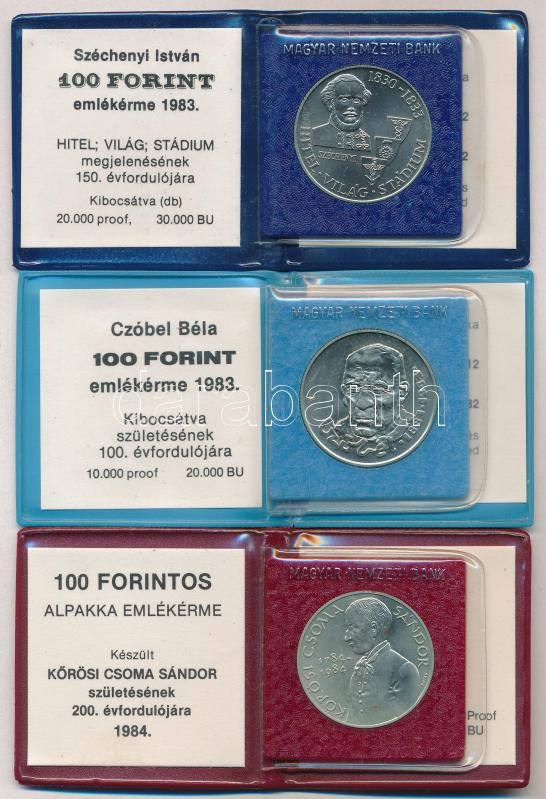 Széchenyi István
100 FORINT
emlékérme 1983.
HITEL; VILÁG; STÁDIUM
megjelenésének
150. évfordulójára
Kibocsátva (db)
20.000 proof, 30.000 BU
MAGYAR NEMZETI BANK
1830-1833
SZÉCHENYI
HITEL · VILÁG · STÁDIUM
Czóbel Béla
100 FORINT
emlékérme 1983.
Kibocsátva
születésének
100. évfordulójára
10.000 proof 20.000 BU
MAGYAR NEMZETI BANK
darabanth
100 FORINTOS
ALPAKKA EMLÉKÉRME
Készült
KŐRÖSI CSOMA SÁNDOR
születésének
200. évfordulójára
1984.
MAGYAR NEMZETI BANK
KŐRÖSI CSOMA SÁNDOR
1784-
1984
Proof
BU